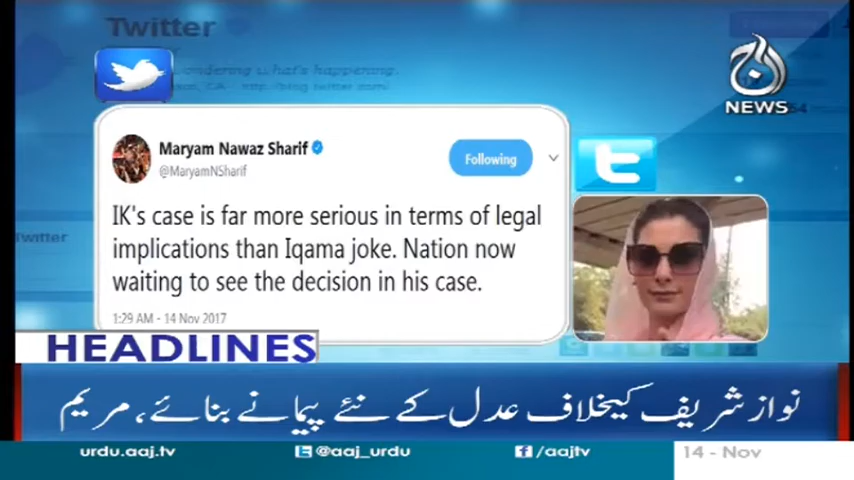 Twitter
آج
NEWS
Maryam Nawaz Sharif
@MaryamNSharif
Following
IK's case is far more serious in terms of legal
implications than Iqama joke. Nation now
waiting to see the decision in his case.
1:29 AM - 14 Nov 2017
Twitter
HEADLINES
نواز شریف کیخلاف عدل کے نئے پیمانے بنائے، مریم
urdu.aaj.tv
@aaj_urdu
/aajtv
14 - Nov